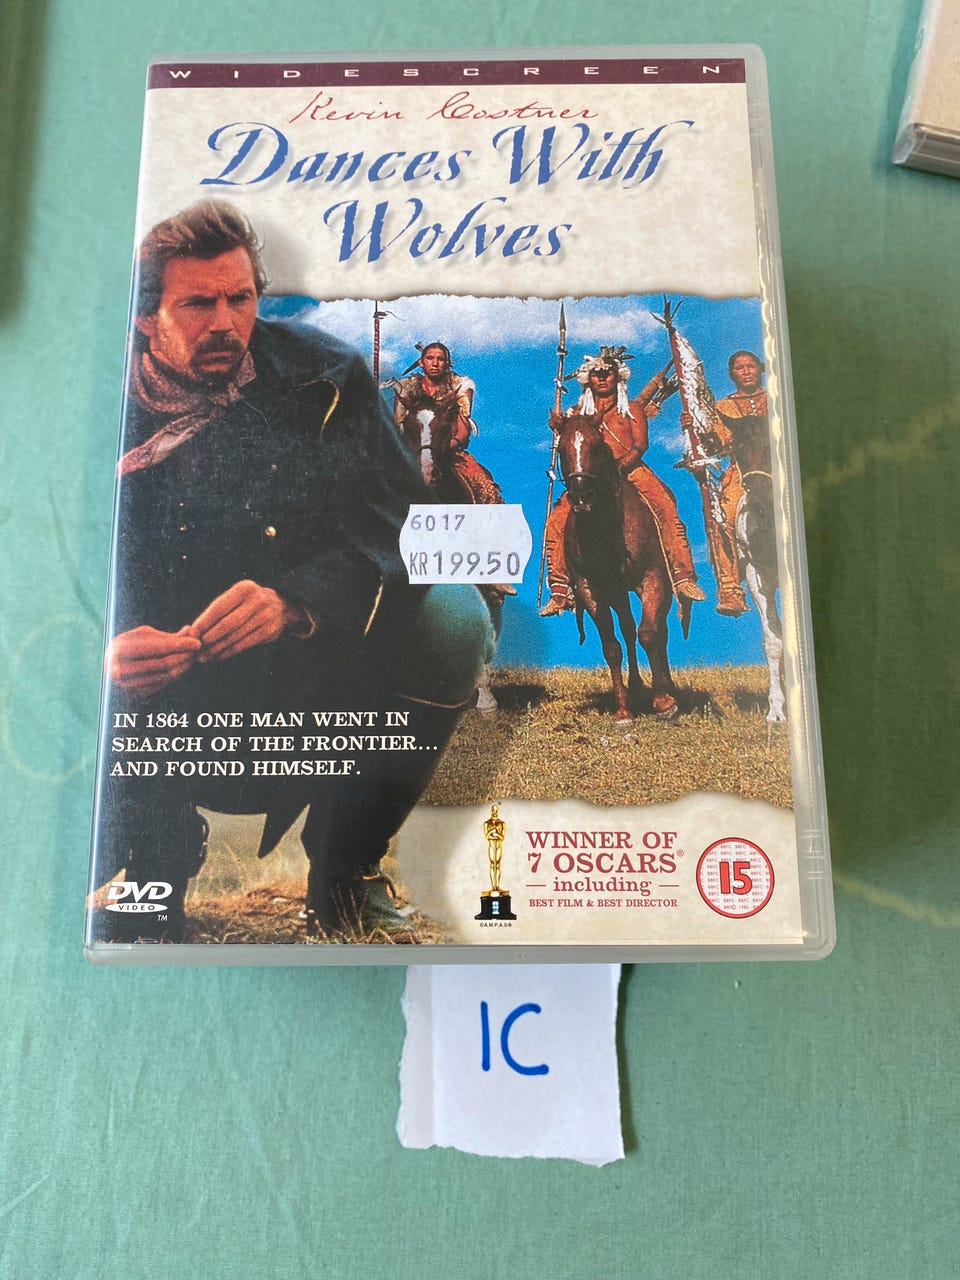 WIDESCREEN
Kevin Costner
Dances With
Wolves
6017
KR199.50
IN 1864 ONE MAN WENT IN
SEARCH OF THE FRONTIER...
AND FOUND HIMSELF.
WINNER OF
7 OSCARS®
— including —
BEST FILM & BEST DIRECTOR
©A.M.P.A.S®
15
DVD
VIDEO
TM
1C